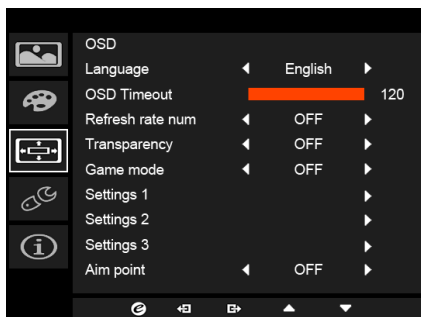 OSD
Language English
OSD Timeout 120
Refresh rate num OFF
Transparency OFF
Game mode OFF
Settings 1
Settings 2
Settings 3
Aim point OFF